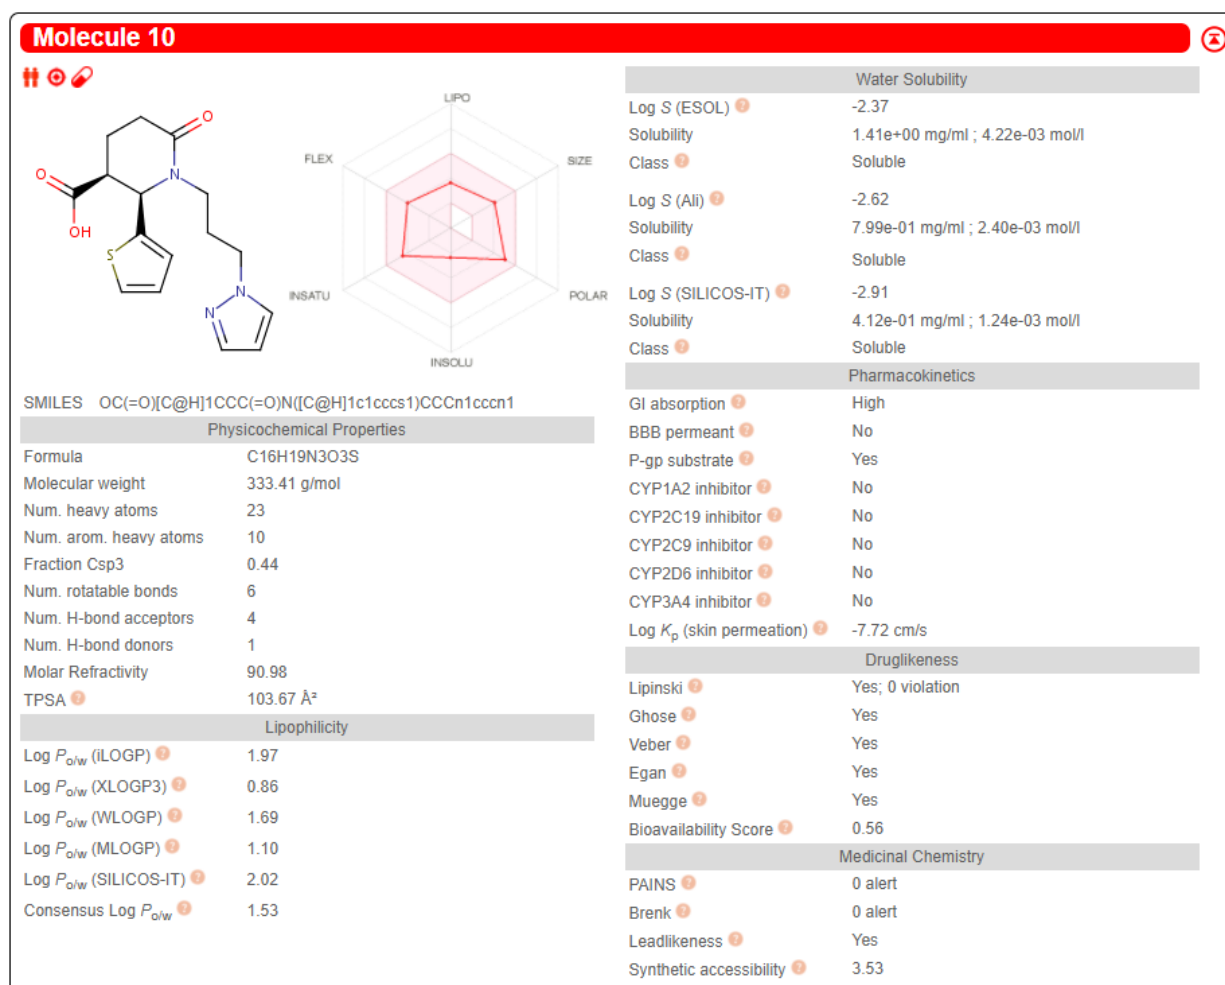 Molecule 10
LIPO
FLEX
SIZE
INSATU
POLAR
INSOLU
O
O
OH
N
S
N
N
SMILES OC(=O)[C@H]1CCC(=O)N([C@H]1c1cccs1)CCCn1cccn1
Physicochemical Properties
Formula C16H19N3O3S
Molecular weight 333.41 g/mol
Num. heavy atoms 23
Num. arom. heavy atoms 10
Fraction Csp3 0.44
Num. rotatable bonds 6
Num. H-bond acceptors 4
Num. H-bond donors 1
Molar Refractivity 90.98
TPSA ? 103.67 Å²
Lipophilicity
Log Po/w (iLOGP) ? 1.97
Log Po/w (XLOGP3) ? 0.86
Log Po/w (WLOGP) ? 1.69
Log Po/w (MLOGP) ? 1.10
Log Po/w (SILICOS-IT) ? 2.02
Consensus Log Po/w ? 1.53
Water Solubility
Log S (ESOL) ? -2.37
Solubility 1.41e+00 mg/ml ; 4.22e-03 mol/l
Class ? Soluble
Log S (Ali) ? -2.62
Solubility 7.99e-01 mg/ml ; 2.40e-03 mol/l
Class ? Soluble
Log S (SILICOS-IT) ? -2.91
Solubility 4.12e-01 mg/ml ; 1.24e-03 mol/l
Class ? Soluble
Pharmacokinetics
GI absorption ? High
BBB permeant ? No
P-gp substrate ? Yes
CYP1A2 inhibitor ? No
CYP2C19 inhibitor ? No
CYP2C9 inhibitor ? No
CYP2D6 inhibitor ? No
CYP3A4 inhibitor ? No
Log Kp (skin permeation) ? -7.72 cm/s
Druglikeness
Lipinski ? Yes; 0 violation
Ghose ? Yes
Veber ? Yes
Egan ? Yes
Muegge ? Yes
Bioavailability Score ? 0.56
Medicinal Chemistry
PAINS ? 0 alert
Brenk ? 0 alert
Leadlikeness ? Yes
Synthetic accessibility ? 3.53